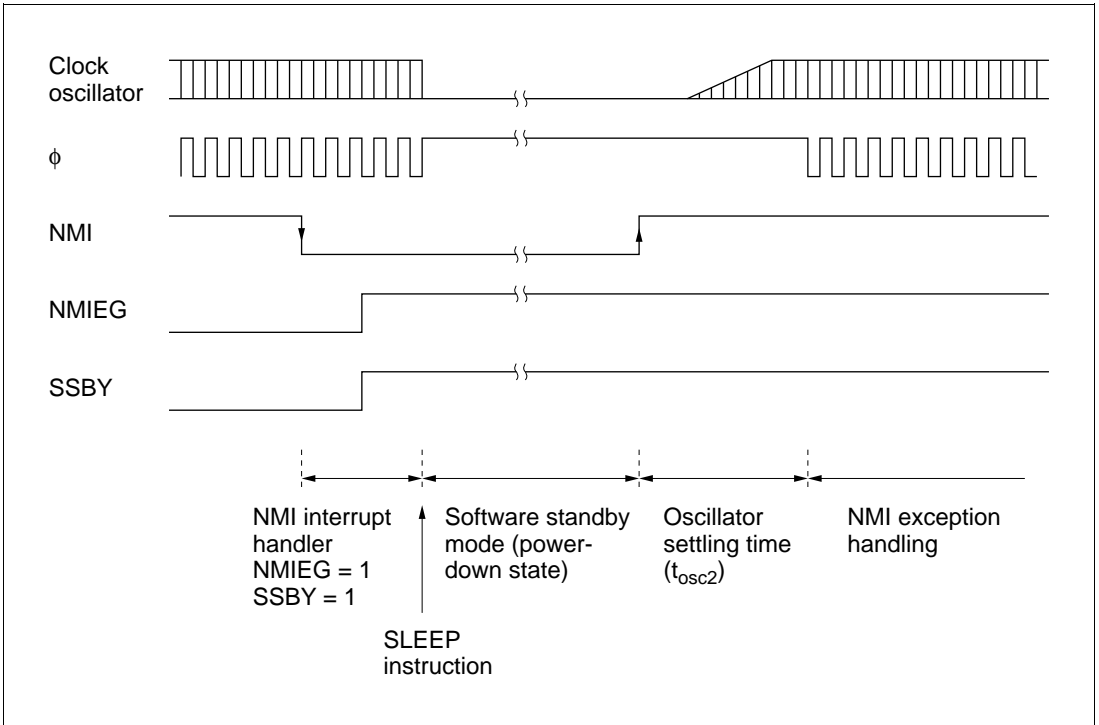 Clock
oscillator
φ
NMI
NMIEG
SSBY
NMI interrupt
handler
NMIEG = 1
SSBY = 1
Software standby
mode (power-
down state)
Oscillator
settling time
(tosc2)
NMI exception
handling
SLEEP
instruction